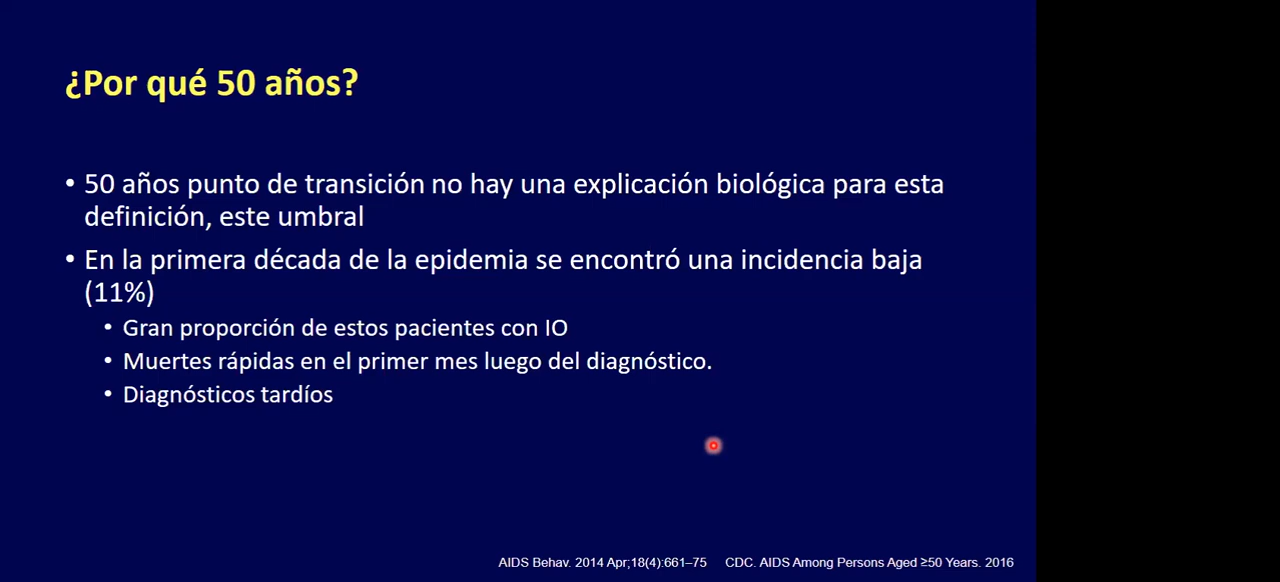 ¿Por qué 50 años?
• 50 años punto de transición no hay una explicación biológica para esta
definición, este umbral
• En la primera década de la epidemia se encontró una incidencia baja
(11%)
• Gran proporción de estos pacientes con IO
• Muertes rápidas en el primer mes luego del diagnóstico.
• Diagnósticos tardíos
AIDS Behav. 2014 Apr;18(4):661–75 CDC. AIDS Among Persons Aged ≥50 Years. 2016